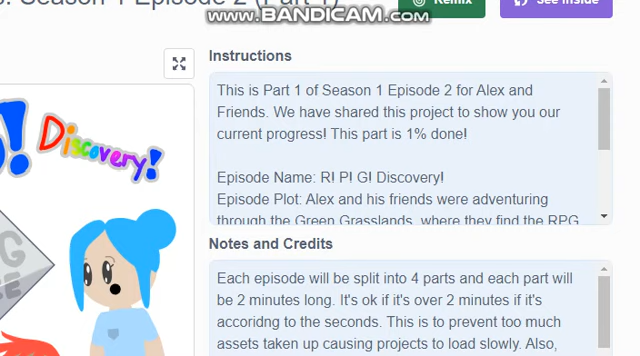 Season 1 Episode 2 (Part 1)
www.BANDICAM.com
Remix
See inside
Instructions
This is Part 1 of Season 1 Episode 2 for Alex and
Friends. We have shared this project to show you our
current progress! This part is 1% done!
Episode Name: R! P! G! Discovery!
Episode Plot: Alex and his friends were adventuring
through the Green Grasslands, where they find the RPG
Discovery!
Notes and Credits
Each episode will be split into 4 parts and each part will
be 2 minutes long. It's ok if it's over 2 minutes if it's
accoridng to the seconds. This is to prevent too much
assets taken up causing projects to load slowly. Also,